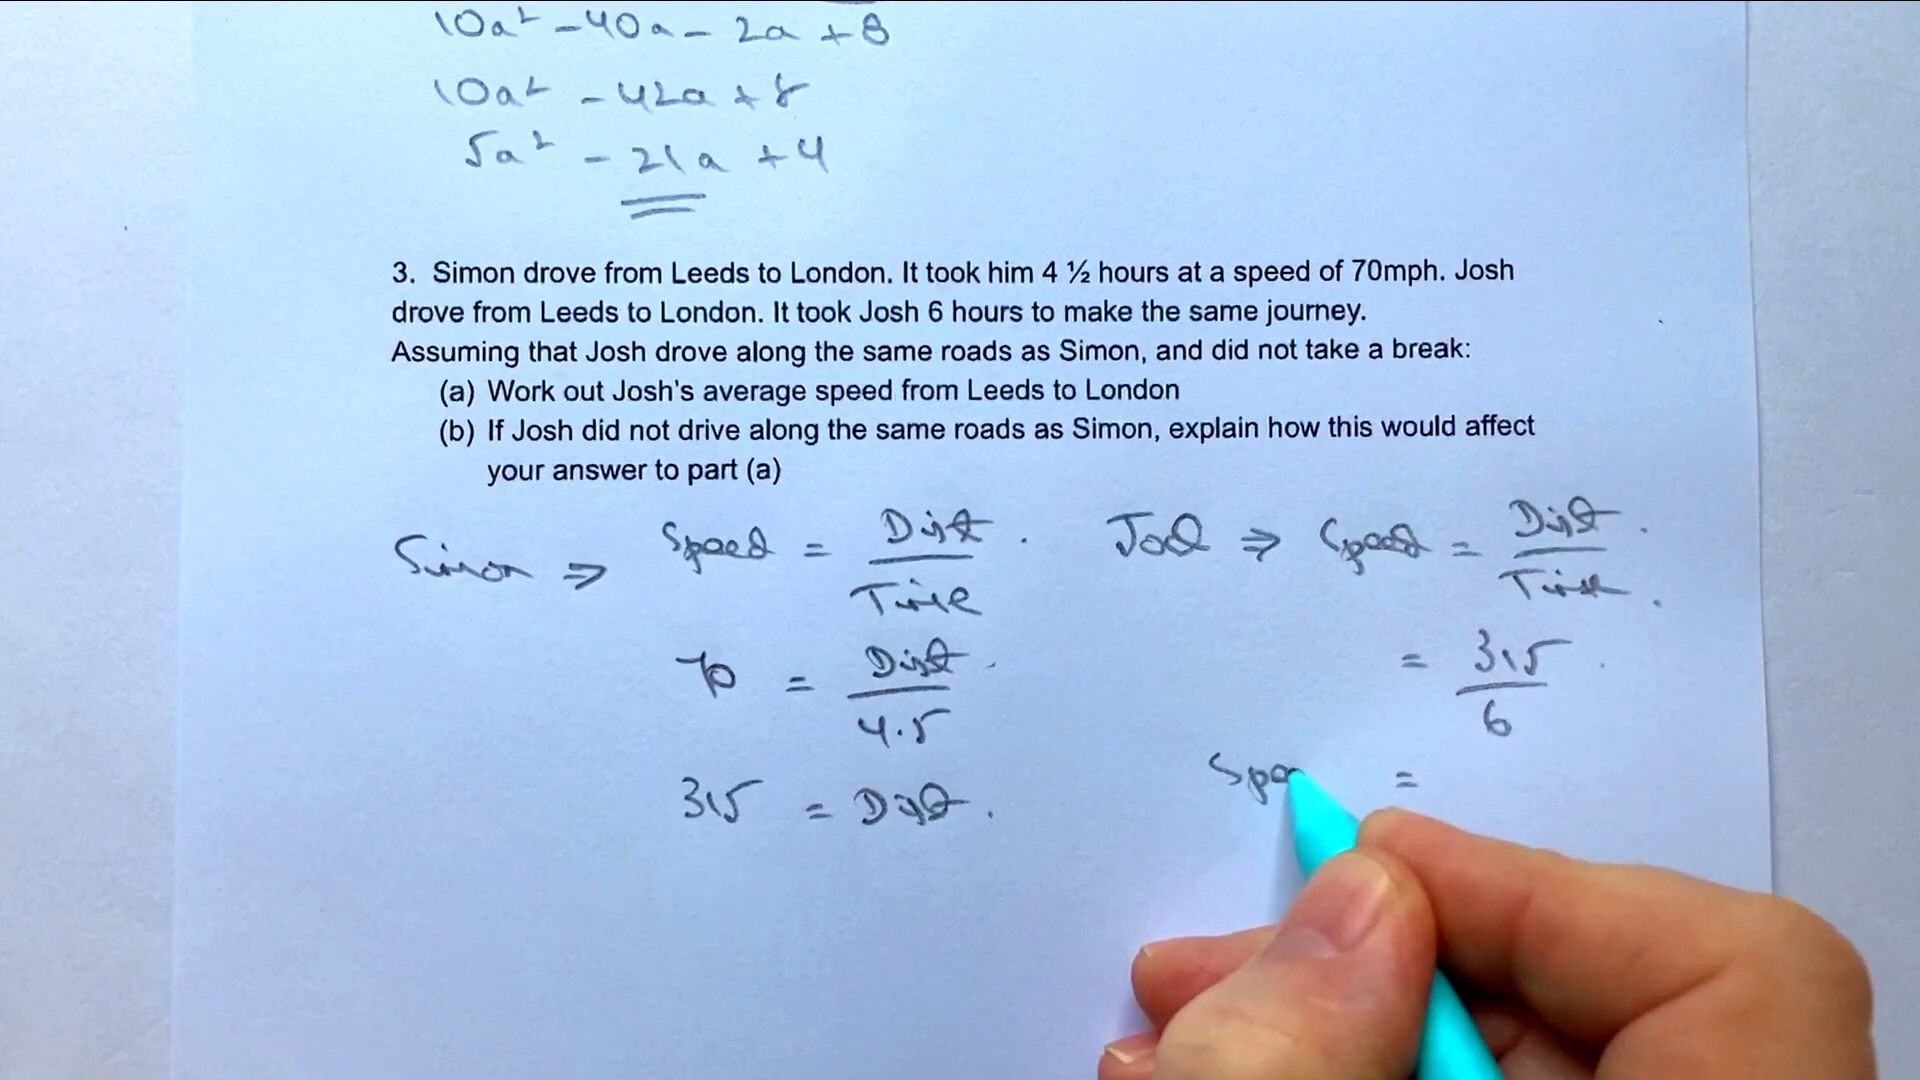 10a² - 40a - 2a + 8
10a² - 42a + 8
5a² - 21a + 4
3. Simon drove from Leeds to London. It took him 4 ½ hours at a speed of 70mph. Josh
drove from Leeds to London. It took Josh 6 hours to make the same journey.
Assuming that Josh drove along the same roads as Simon, and did not take a break:
(a) Work out Josh's average speed from Leeds to London
(b) If Josh did not drive along the same roads as Simon, explain how this would affect
your answer to part (a)
Simon ⇒ Speed = Dist
Time
70 = Dist
4.5
315 = Dist.
⇒ Speed = Dist.
Time.
= 315
6
Spe =